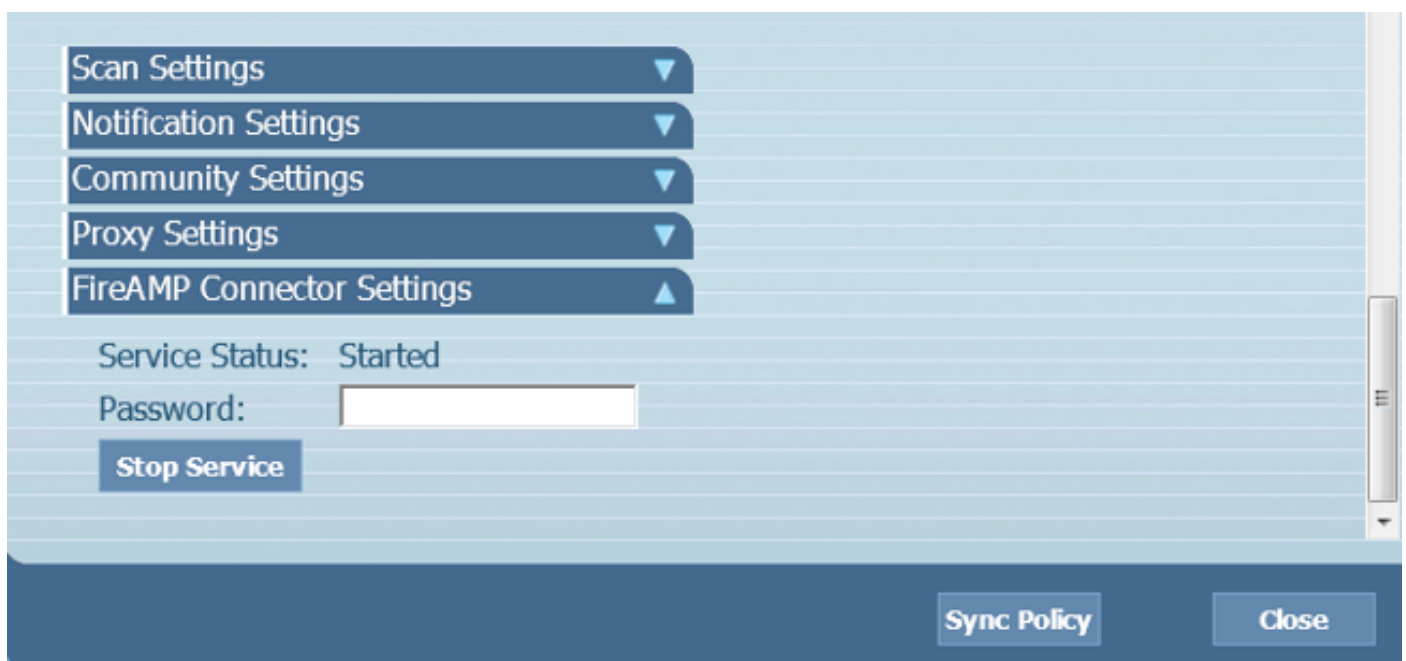 Scan Settings
Notification Settings
Community Settings
Proxy Settings
FireAMP Connector Settings
Service Status: Started
Password:
Stop Service
Sync Policy Close